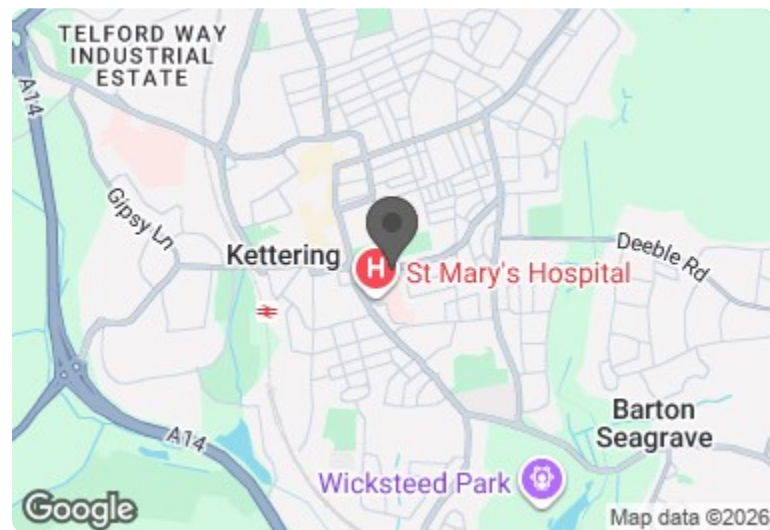 TELFORD WAY
INDUSTRIAL
ESTATE
A14
Gipsy Ln
Kettering
H
St Mary's Hospital
Deeble Rd
A14
Barton
Seagrave
Wicksteed Park
Google
Map data ©2026